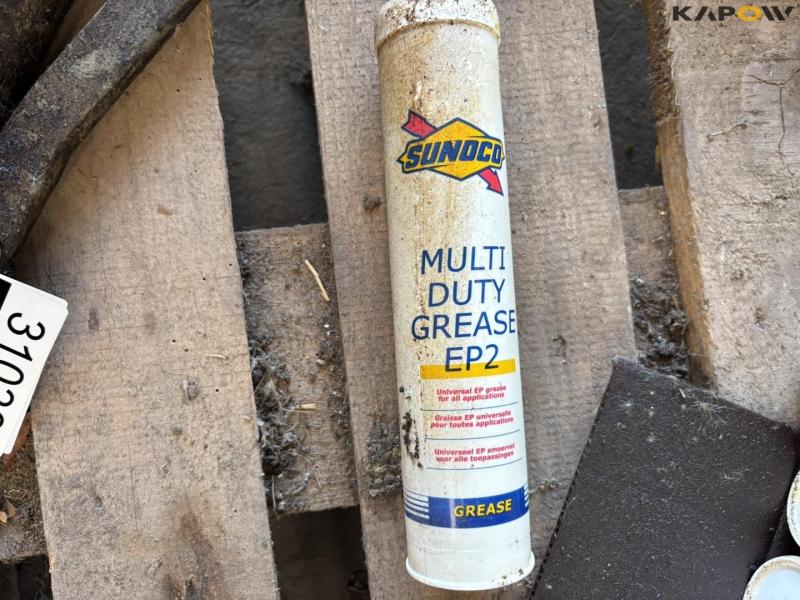 KAPOW
SUNOCO
MULTI
DUTY
GREASE
EP2
Universal EP grease
for all applications
Graisse EP universelle
pour toutes applications
Universeel EP smeervet
voor alle toepassingen
GREASE